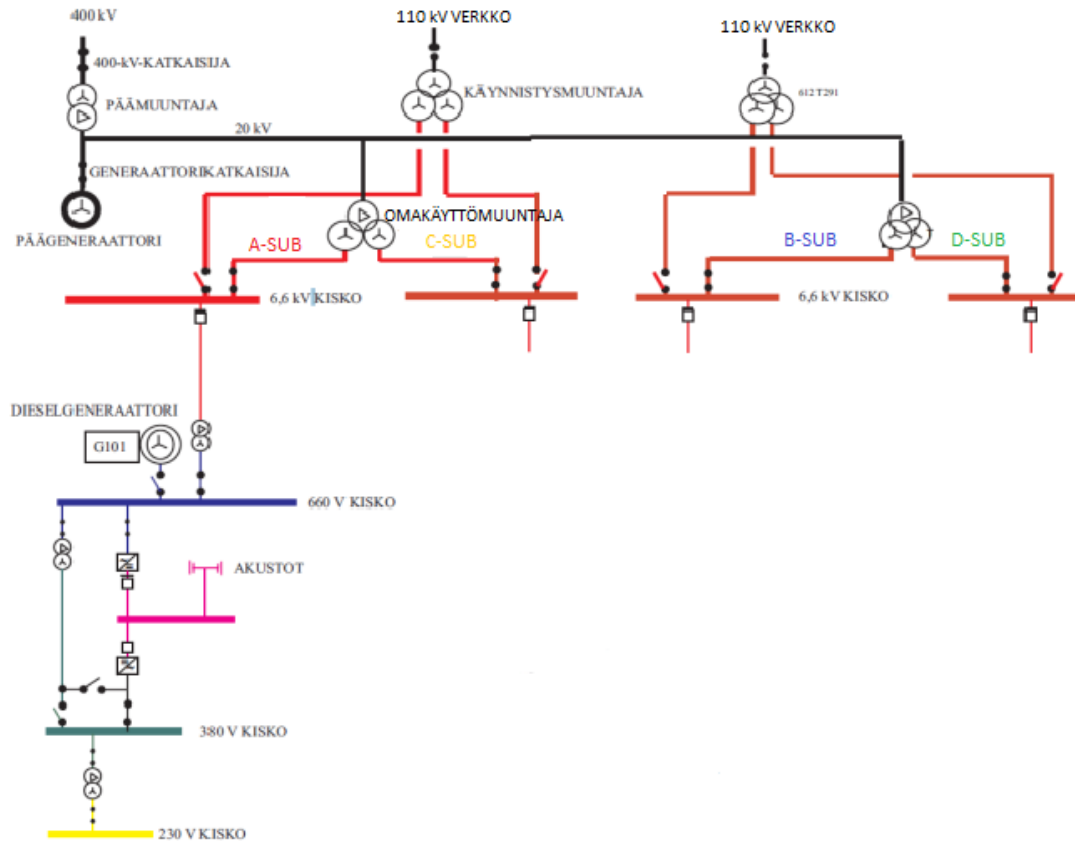 400 kV
110 kV VERKKO
110 kV VERKKO
400-kV-KATKAISIJA
KÄYNNISTYSMUUNTAJA
612 T291
PÄÄMUUNTAJA
20 kV
GENERAATTORIKATKAISIJA
OMAKÄYTTÖMUUNTAJA
PÄÄGENERAATTORI
A-SUB
C-SUB
B-SUB
D-SUB
6,6 kV KISKO
6,6 kV KISKO
DIESELGENERAATTORI
G101
660 V KISKO
AKUSTOT
380 V KISKO
230 V KISKO